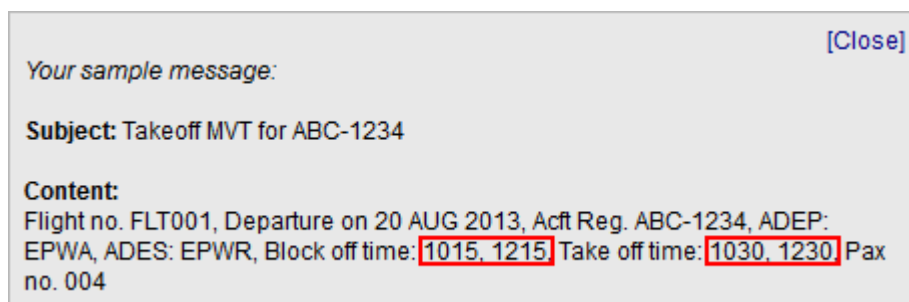 [Close]
Your sample message:
Subject: Takeoff MVT for ABC-1234
Content:
Flight no. FLT001, Departure on 20 AUG 2013, Acft Reg. ABC-1234, ADEP:
EPWA, ADES: EPWR, Block off time: 1015, 1215, Take off time: 1030, 1230, Pax
no. 004